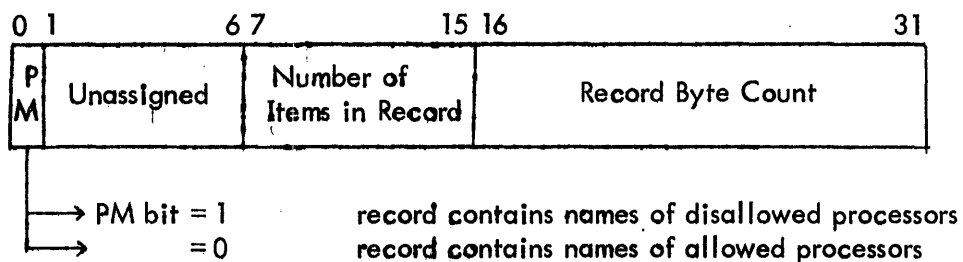 0 1 6 7 15 16 31
PM Unassigned Number of Items in Record Record Byte Count
PM bit = 1 record contains names of disallowed processors
= 0 record contains names of allowed processors